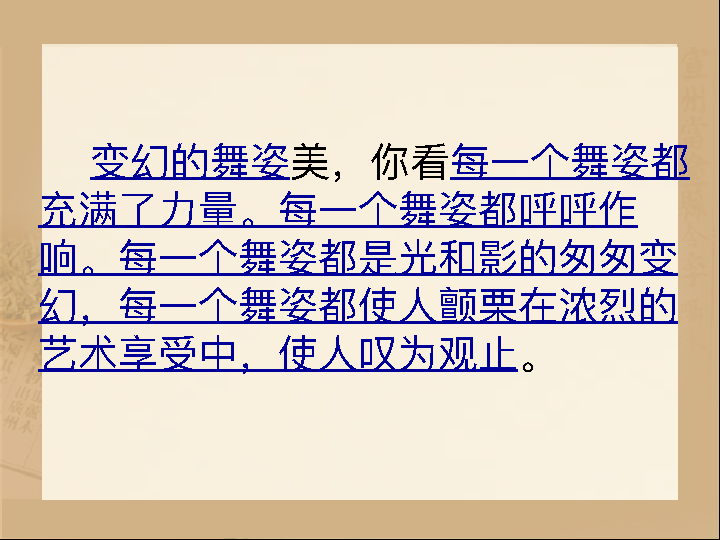 变幻的舞姿美，你看每一个舞姿都
充满了力量。每一个舞姿都呼呼作
响。每一个舞姿都是光和影的匆匆变
幻，每一个舞姿都使人颤栗在浓烈的
艺术享受中，使人叹为观止。